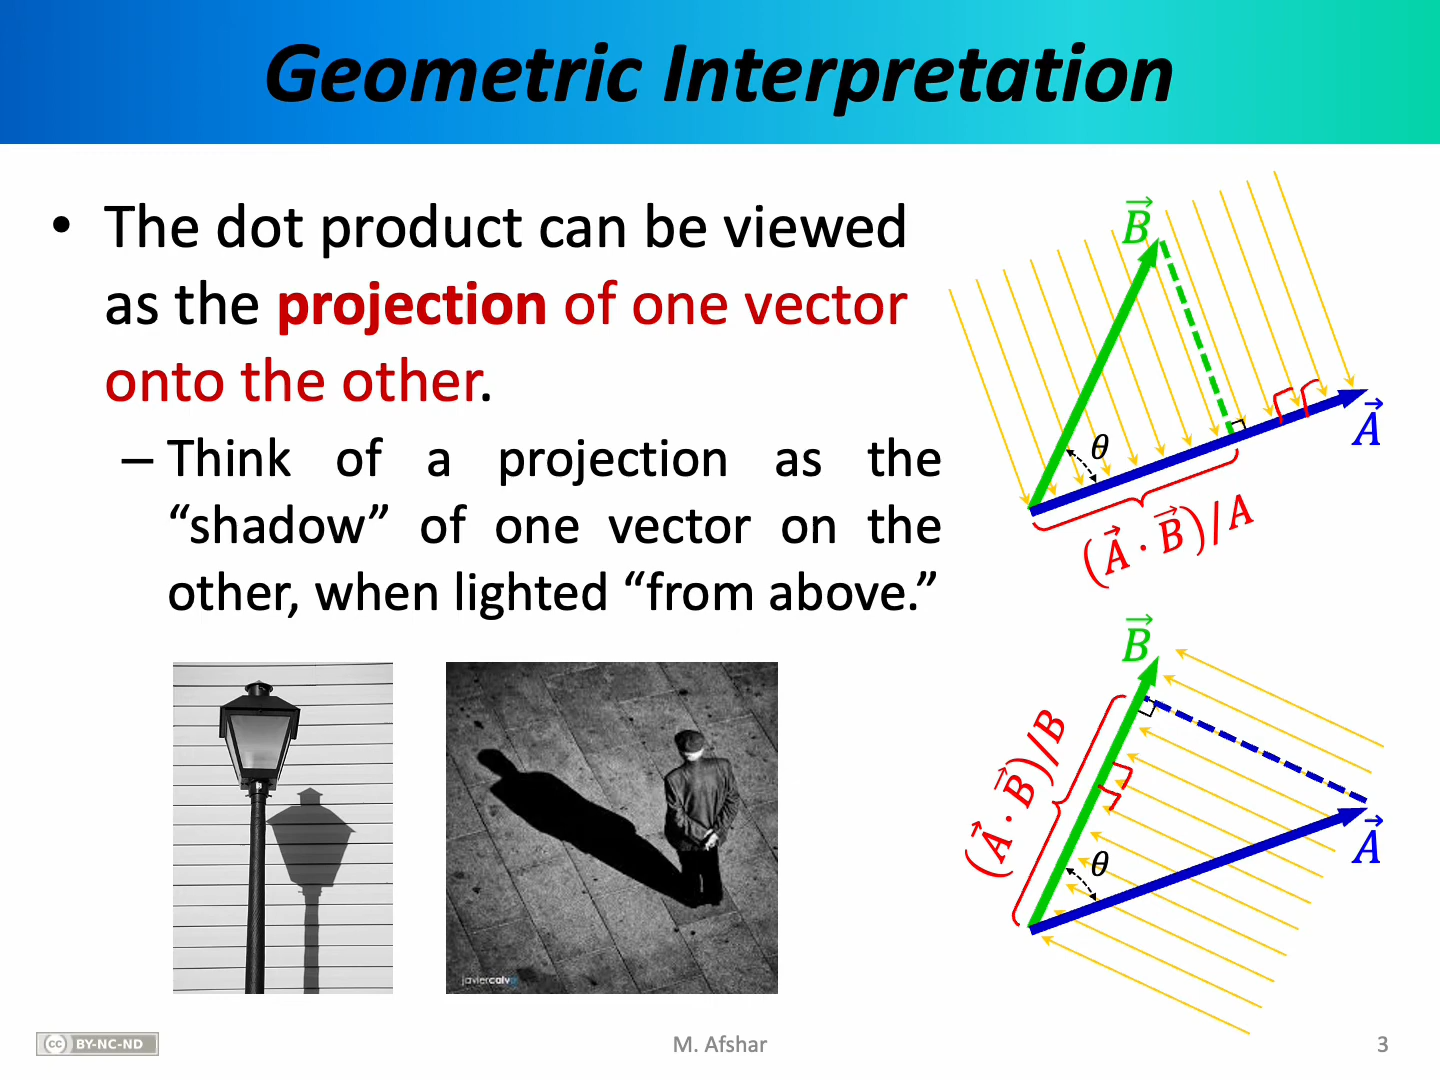 Geometric Interpretation
• The dot product can be viewed
as the projection of one vector
onto the other.
– Think of a projection as the
“shadow” of one vector on the
other, when lighted “from above.”
B⃗
θ
A⃗
(A⃗ · B⃗)/A
B⃗
(A⃗ · B⃗)/B
θ
A⃗
javiercalvo
cc BY-NC-ND
M. Afshar
3